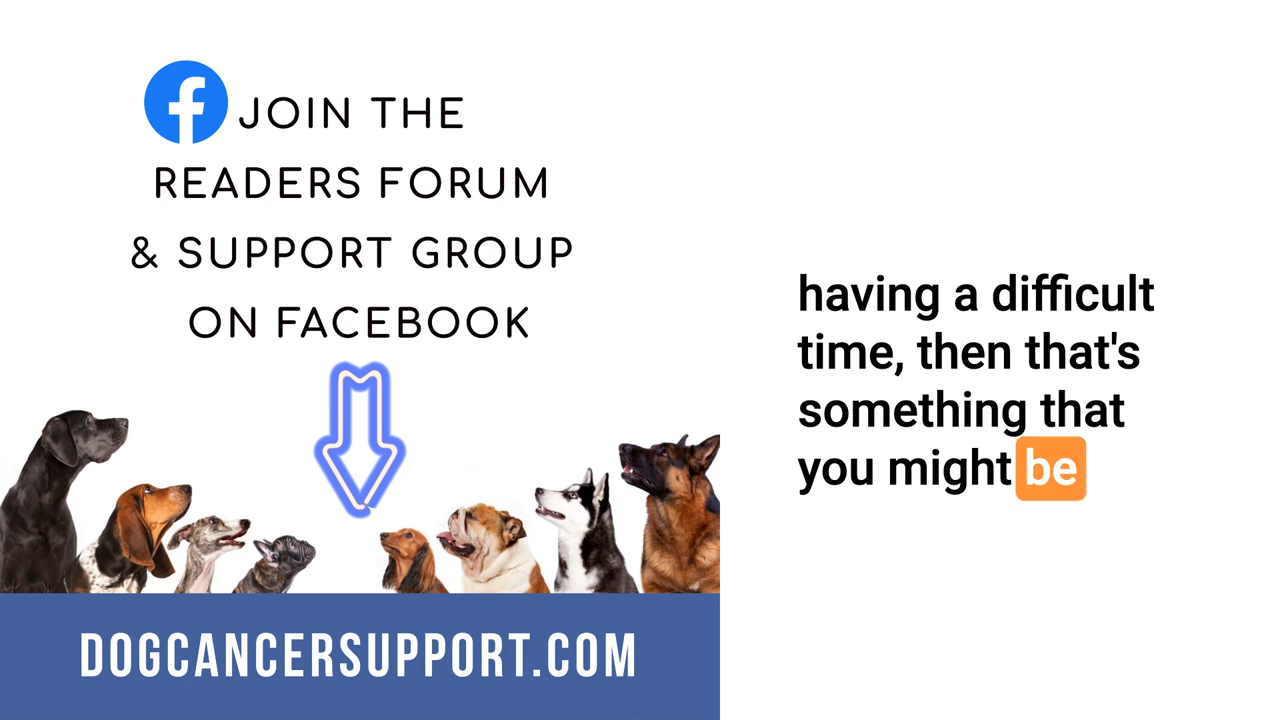 JOIN THE
READERS FORUM
& SUPPORT GROUP
ON FACEBOOK
DOGCANCERSUPPORT.COM
having a difficult
time, then that's
something that
you might be